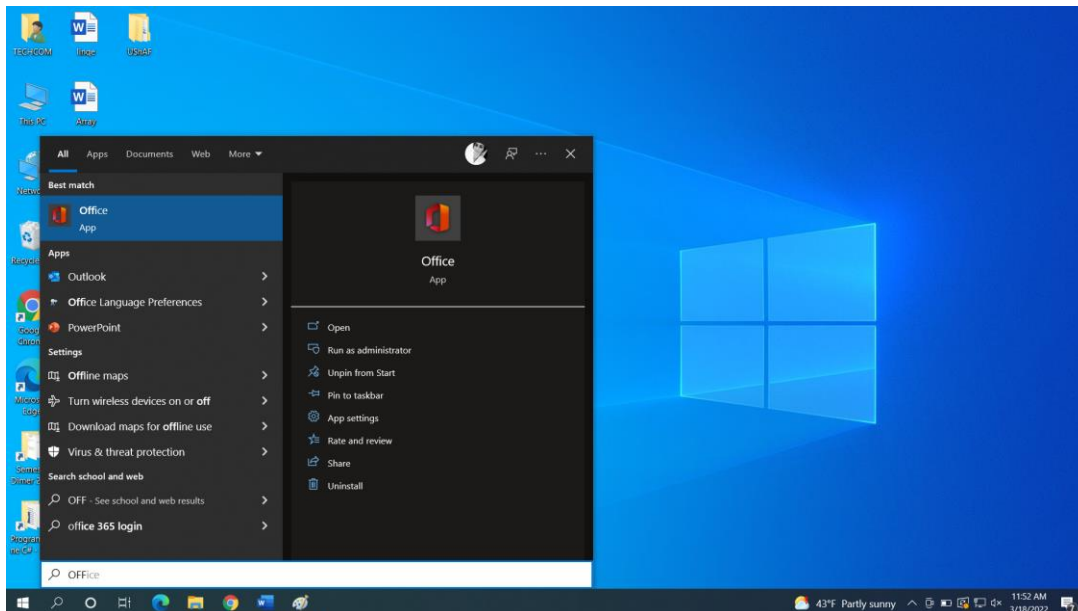 TECHCOM
linqe
This PC
Array
All Apps Documents Web More
Best match
Office
App
Apps
Outlook
Office Language Preferences
PowerPoint
Settings
Offline maps
Turn wireless devices on or off
Download maps for offline use
Virus & threat protection
Search school and web
OFF - See school and web results
office 365 login
OFFice
Office
App
Open
Run as administrator
Unpin from Start
Pin to taskbar
App settings
Rate and review
Share
Uninstall
43°F Partly sunny
11:52 AM
3/18/2022